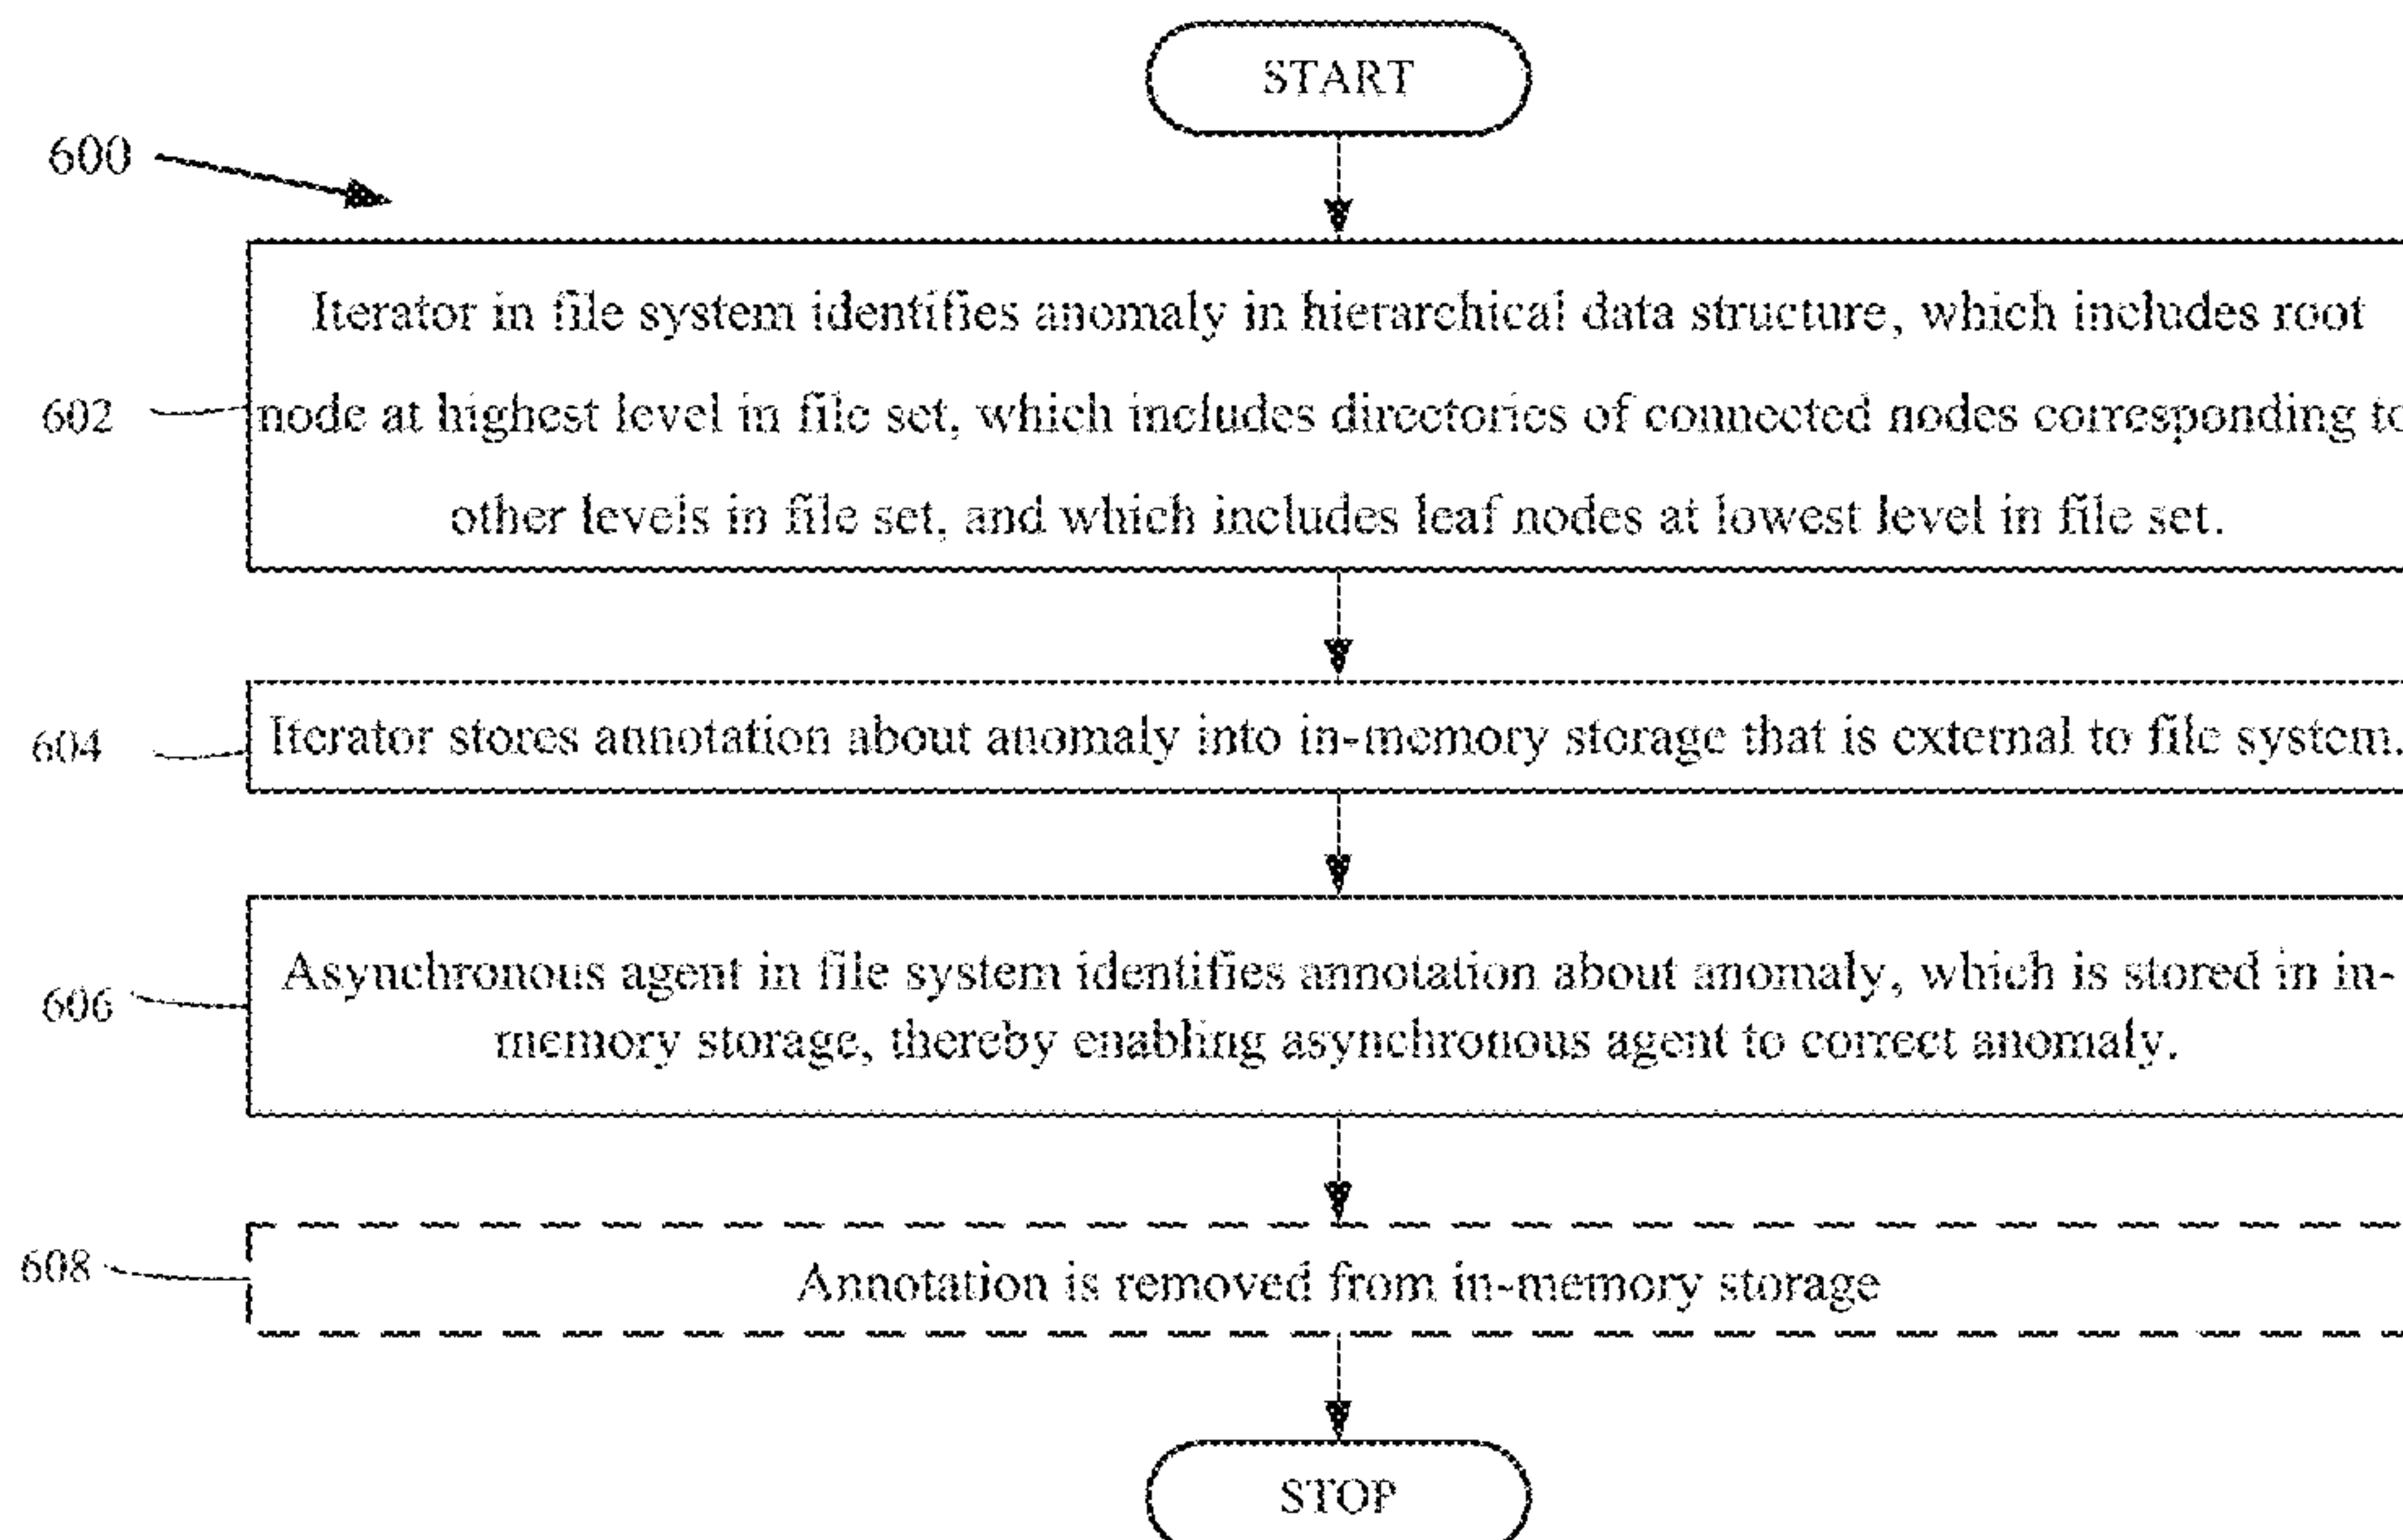 START
600
Iterator in file system identifies anomaly in hierarchical data structure, which includes root
602
node at highest level in file set, which includes directories of connected nodes corresponding to
other levels in file set, and which includes leaf nodes at lowest level in file set.
604
Iterator stores annotation about anomaly into in-memory storage that is external to file system.
Asynchronous agent in file system identifies annotation about anomaly, which is stored in in-
606
memory storage, thereby enabling asynchronous agent to correct anomaly.
608
Annotation is removed from in-memory storage
STOP